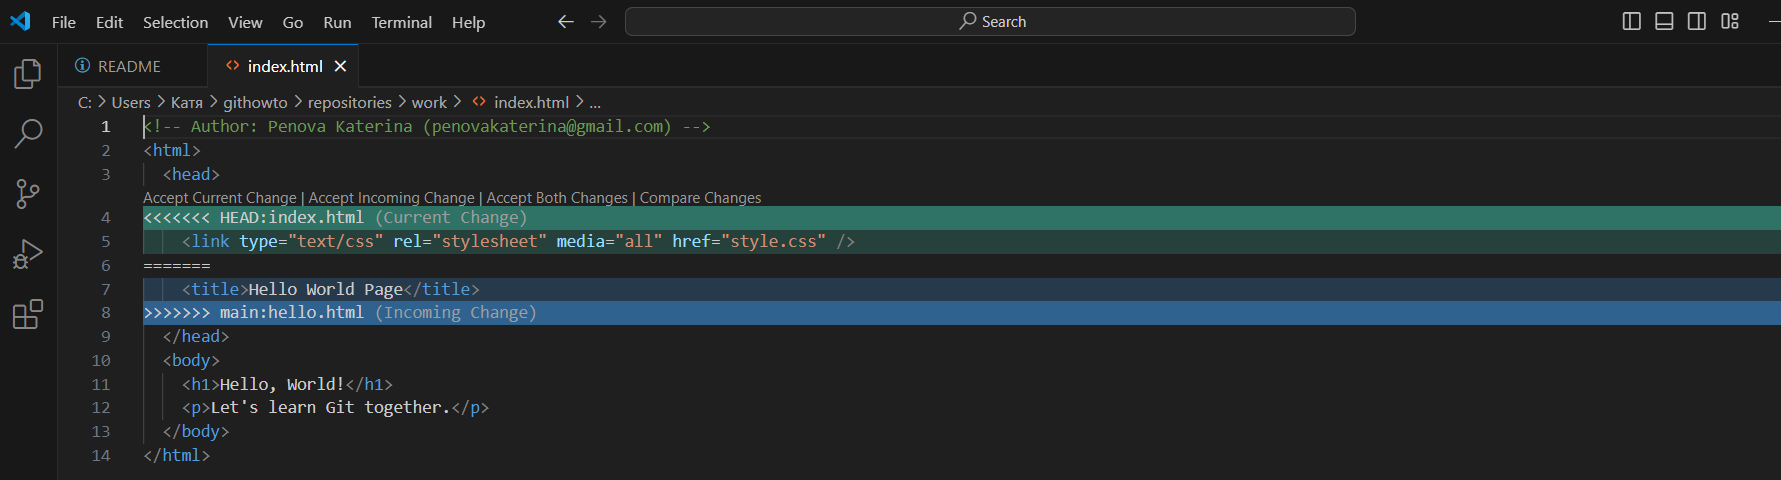 File Edit Selection View Go Run Terminal Help Search
README index.html
C: > Users > Катя > githowto > repositories > work > index.html > ...
1 <!-- Author: Penova Katerina (penovakaterina@gmail.com) -->
2 <html>
3 <head>
Accept Current Change | Accept Incoming Change | Accept Both Changes | Compare Changes
4 <<<<<<< HEAD:index.html (Current Change)
5 <link type="text/css" rel="stylesheet" media="all" href="style.css" />
6 =======
7 <title>Hello World Page</title>
8 >>>>>>> main:hello.html (Incoming Change)
9 </head>
10 <body>
11 <h1>Hello, World!</h1>
12 <p>Let's learn Git together.</p>
13 </body>
14 </html>